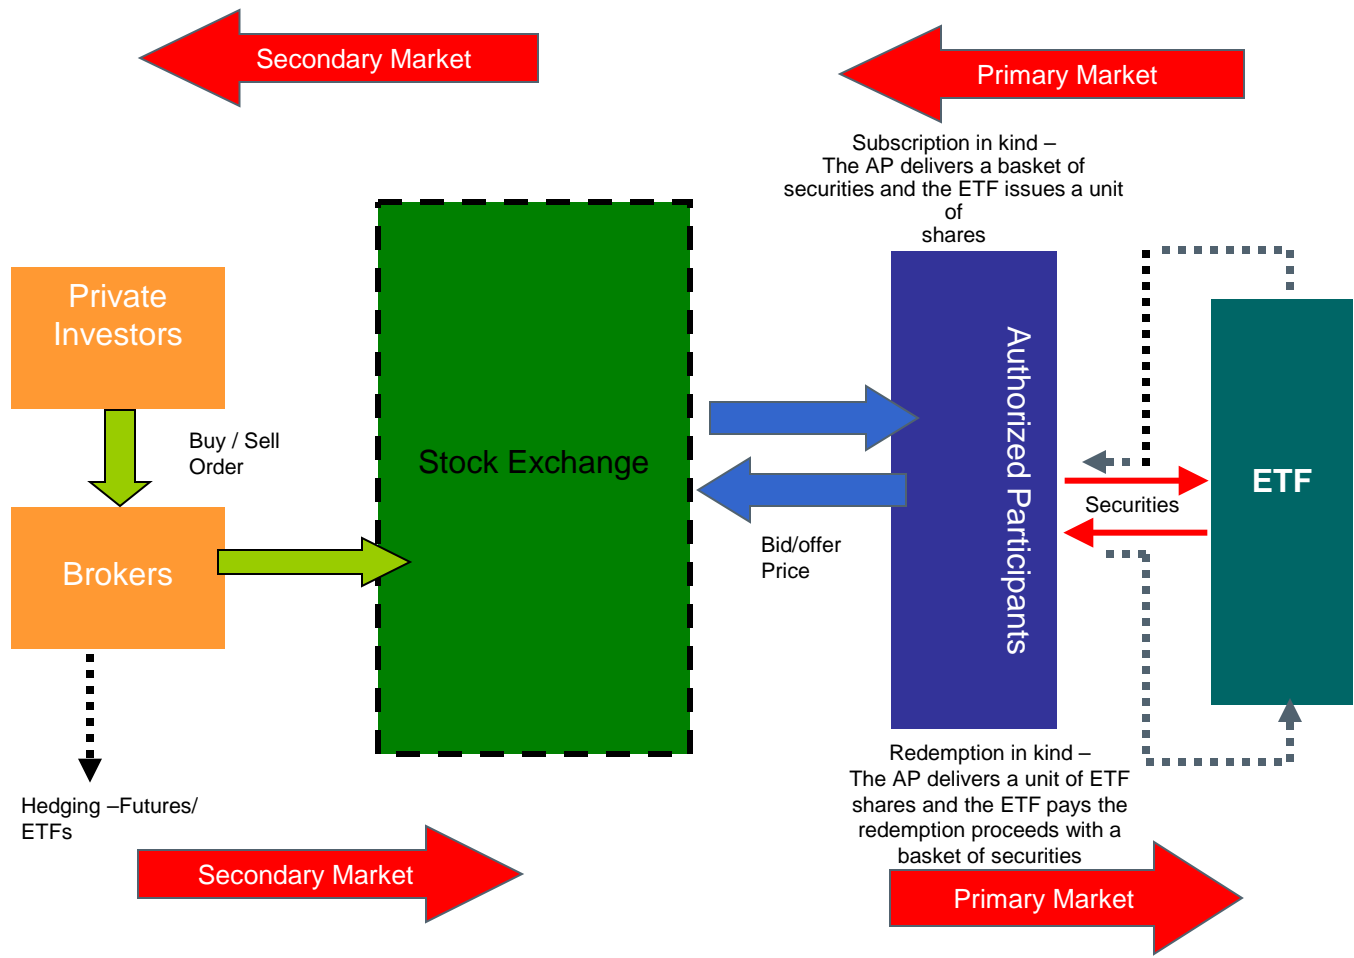 Secondary Market
Primary Market
Subscription in kind –
The AP delivers a basket of
securities and the ETF issues a unit
of
shares
Private
Investors
Buy / Sell
Order
Stock Exchange
Authorized Participants
ETF
Securities
Brokers
Bid/offer
Price
Hedging –Futures/
ETFs
Redemption in kind –
The AP delivers a unit of ETF
shares and the ETF pays the
redemption proceeds with a
basket of securities
Secondary Market
Primary Market